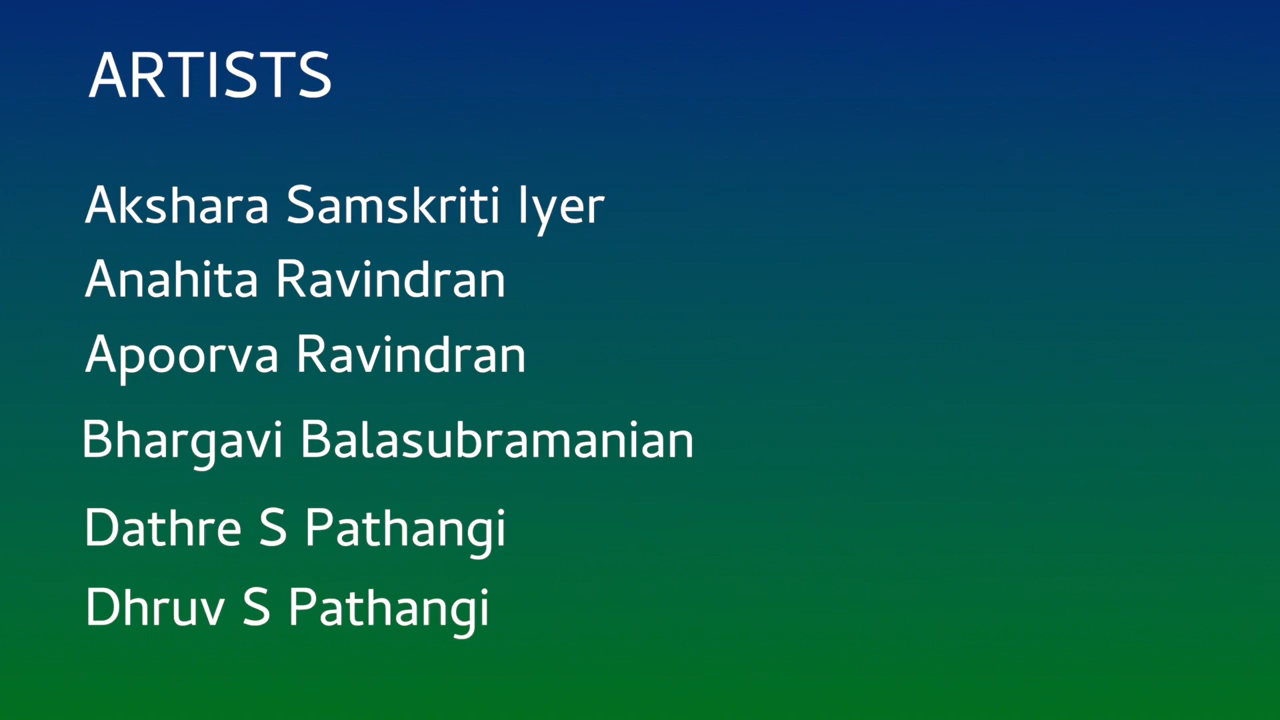 ARTISTS
Akshara Samskriti Iyer
Anahita Ravindran
Apoorva Ravindran
Bhargavi Balasubramanian
Dathre S Pathangi
Dhruv S Pathangi